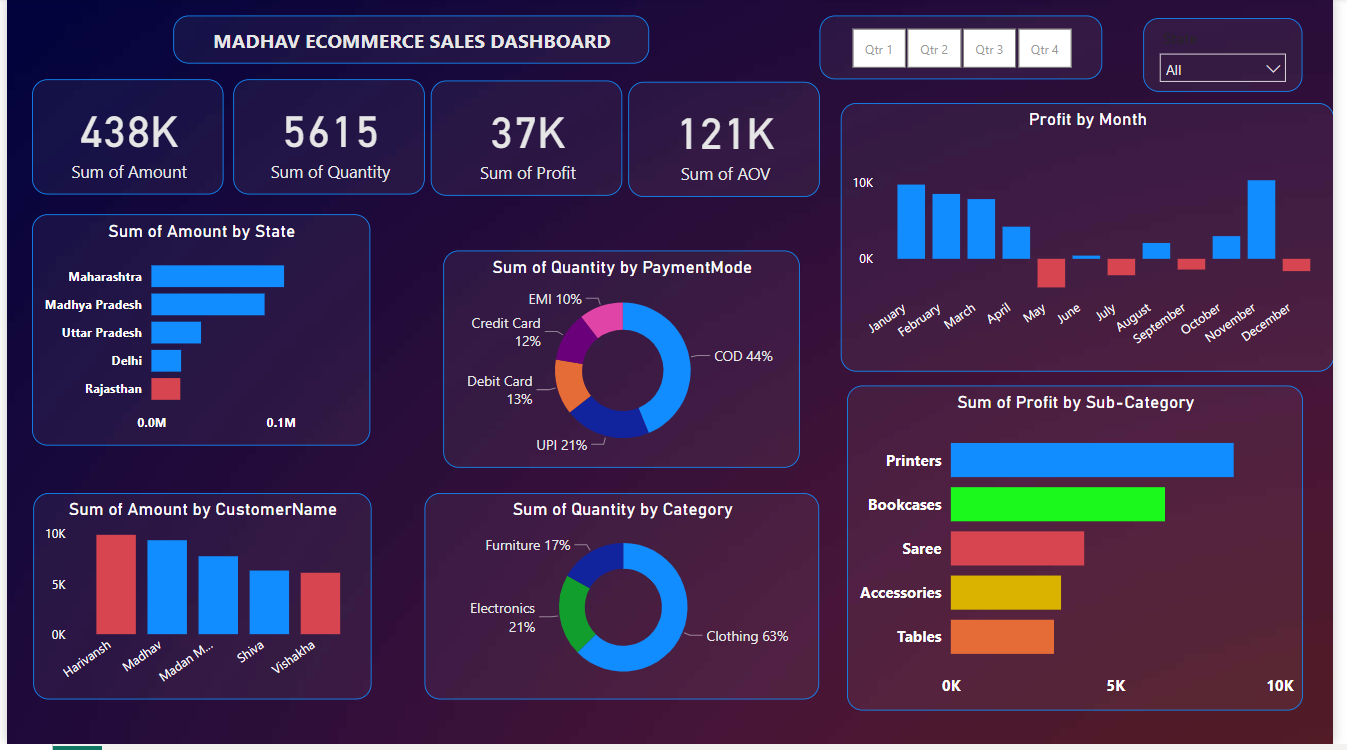 MADHAV ECOMMERCE SALES DASHBOARD
Qtr 1
Qtr 2
Qtr 3
Qtr 4
All
438K
Sum of Amount
5615
Sum of Quantity
37K
Sum of Profit
121K
Sum of AOV
Profit by Month
10K
0K
January
February
March
April
May
June
July
August
September
October
November
December
Sum of Amount by State
Maharashtra
Madhya Pradesh
Uttar Pradesh
Delhi
Rajasthan
0.0M
0.1M
Sum of Quantity by PaymentMode
EMI 10%
Credit Card
12%
COD 44%
Debit Card
13%
UPI 21%
Sum of Profit by Sub-Category
Printers
Bookcases
Saree
Accessories
Tables
0K
5K
10K
Sum of Amount by CustomerName
10K
5K
0K
Harivansh
Madhav
Madan M...
Shiva
Vishakha
Sum of Quantity by Category
Furniture 17%
Electronics
21%
Clothing 63%